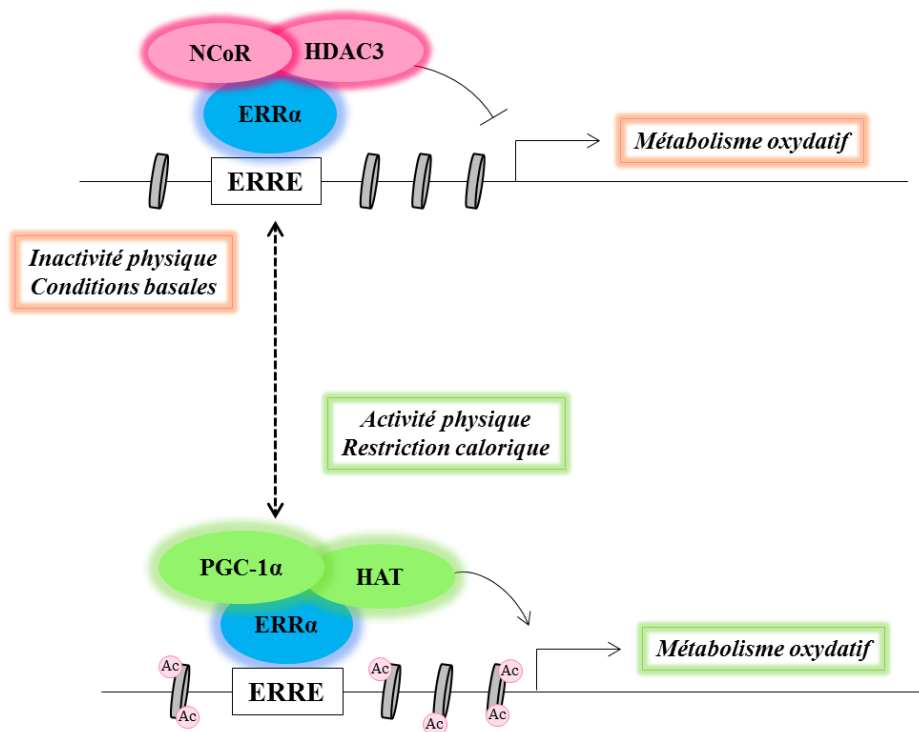 NCoR
HDAC3
ERRα
ERRE
Métabolisme oxydatif
Inactivité physique
Conditions basales
Activité physique
Restriction calorique
PGC-1α
HAT
ERRα
ERRE
Métabolisme oxydatif
Ac
Ac
Ac
Ac
Ac
Ac